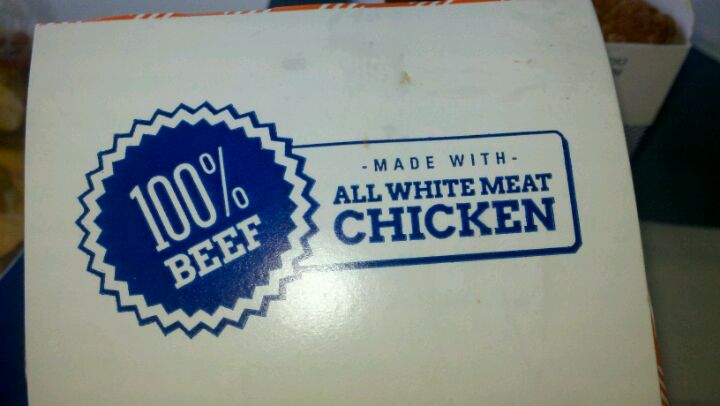 100%
BEEF
-MADE WITH-
ALL WHITE MEAT
CHICKEN